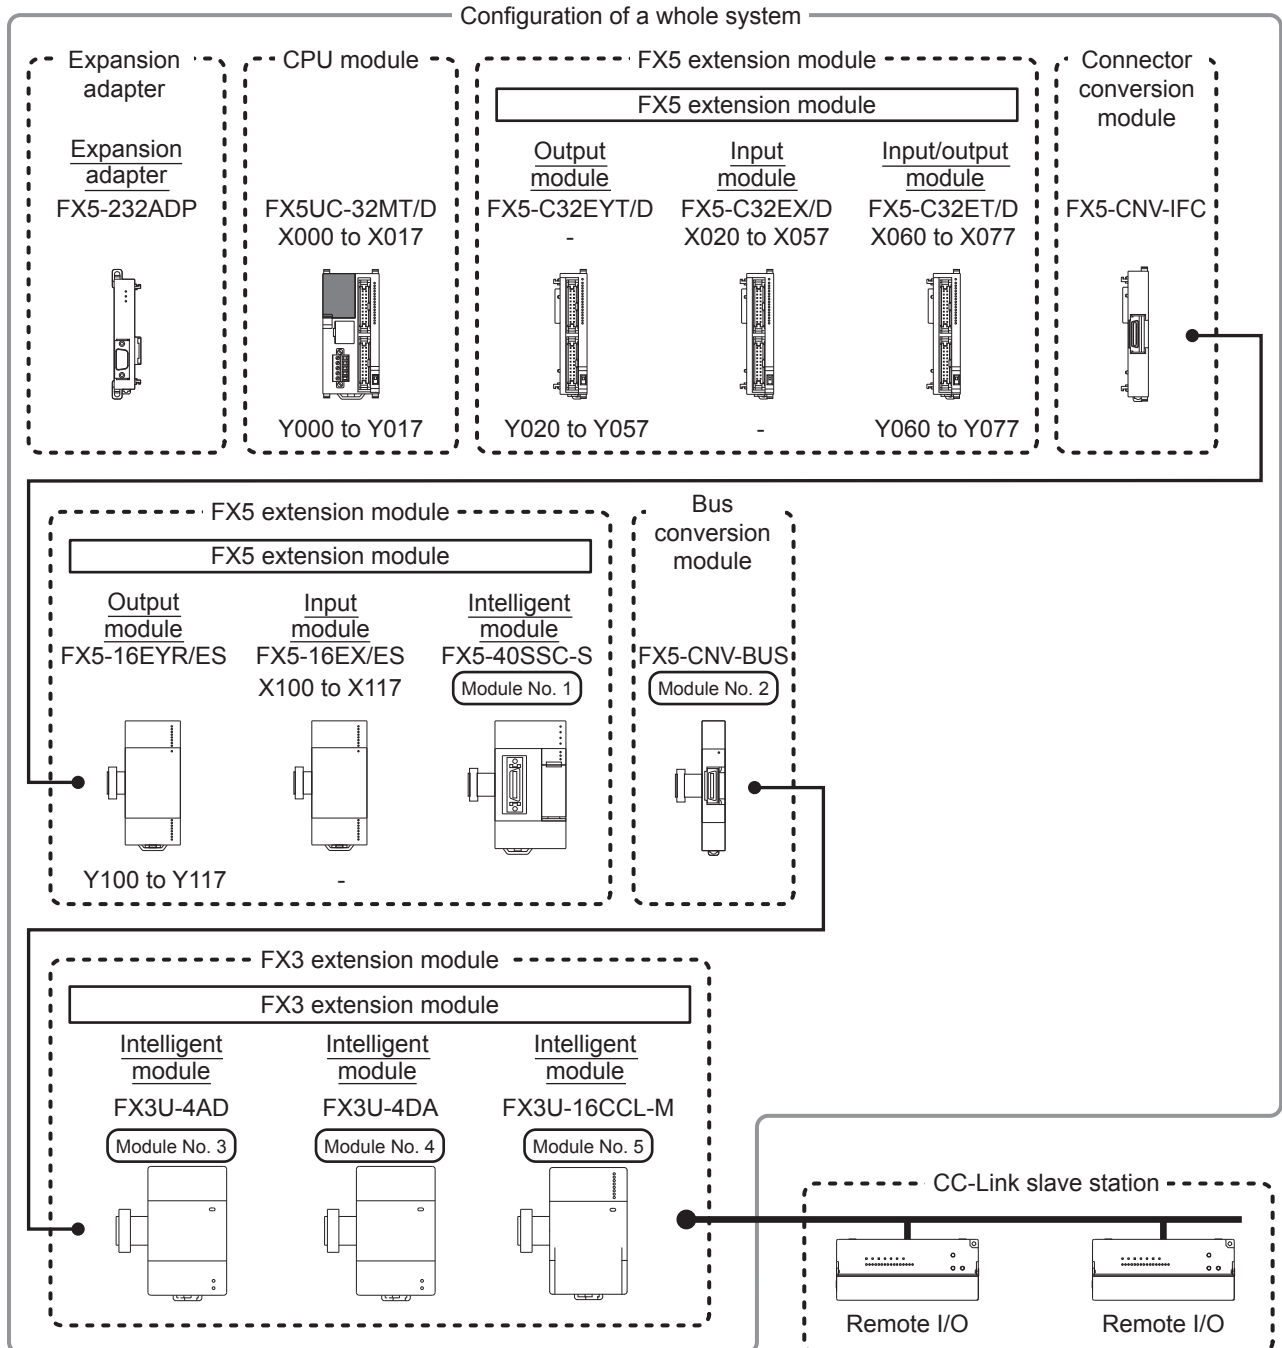 Configuration of a whole system
Expansion
adapter
Expansion
adapter
FX5-232ADP
CPU module
FX5UC-32MT/D
X000 to X017
Y000 to Y017
FX5 extension module
FX5 extension module
Output
module
FX5-C32EYT/D
-
Y020 to Y057
Input
module
FX5-C32EX/D
X020 to X057
-
Input/output
module
FX5-C32ET/D
X060 to X077
Y060 to Y077
Connector
conversion
module
FX5-CNV-IFC
FX5 extension module
FX5 extension module
Output
module
FX5-16EYR/ES
Y100 to Y117
Input
module
FX5-16EX/ES
X100 to X117
-
Intelligent
module
FX5-40SSC-S
Module No. 1
Bus
conversion
module
FX5-CNV-BUS
Module No. 2
FX3 extension module
FX3 extension module
Intelligent
module
FX3U-4AD
Module No. 3
Intelligent
module
FX3U-4DA
Module No. 4
Intelligent
module
FX3U-16CCL-M
Module No. 5
CC-Link slave station
Remote I/O
Remote I/O